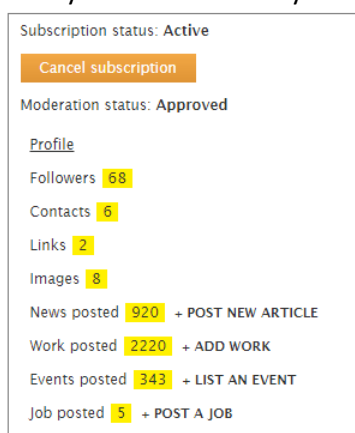 Subscription status: Active
Cancel subscription
Moderation status: Approved
Profile
Followers 68
Contacts 6
Links 2
Images 8
News posted 920 + POST NEW ARTICLE
Work posted 2220 + ADD WORK
Events posted 343 + LIST AN EVENT
Job posted 5 + POST A JOB